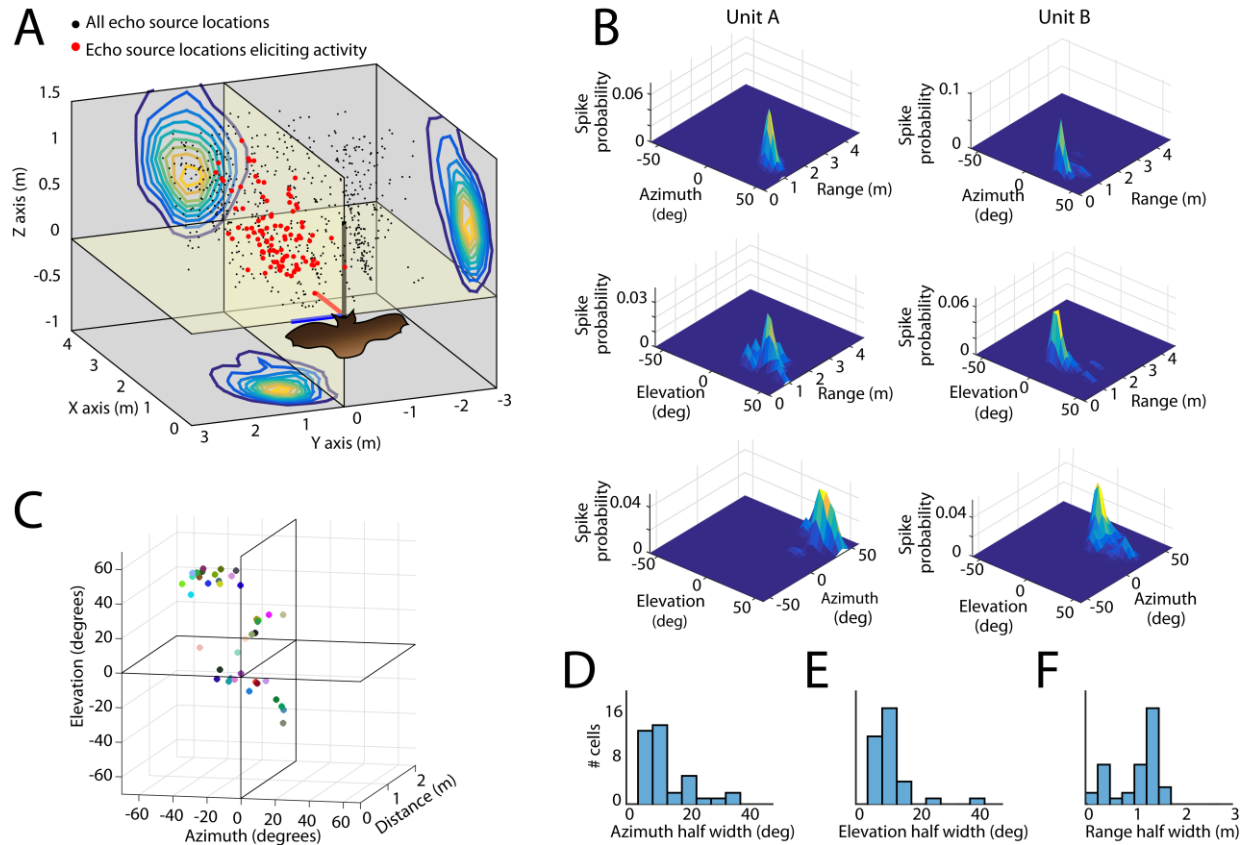 A
All echo source locations
Echo source locations eliciting activity
1.5
1
0.5
0
-0.5
-1
Z axis (m)
4
3
2
1
0
X axis (m)
3
2
1
0
-1
-2
-3
Y axis (m)
B
Unit A
Unit B
0.06
0
Spike
probability
-50
0
50
Azimuth
(deg)
0
1
2
3
4
Range (m)
0.1
0
Spike
probability
-50
0
50
Azimuth
(deg)
0
1
2
3
4
Range (m)
0.03
0
Spike
probability
-50
0
50
Elevation
(deg)
0
1
2
3
4
Range (m)
0.06
0
Spike
probability
-50
0
50
Elevation
(deg)
0
1
2
3
4
Range (m)
0.04
0
Spike
probability
-50
0
50
Elevation
(deg)
-50
0
50
Azimuth
(deg)
0.04
0
Spike
probability
-50
0
50
Elevation
(deg)
-50
0
50
Azimuth
(deg)
C
60
40
20
0
-20
-40
-60
Elevation (degrees)
-60
-40
-20
0
20
40
60
Azimuth (degrees)
0
1
2
Distance (m)
D
16
8
0
# cells
0
20
40
Azimuth half width (deg)
E
0
20
40
Elevation half width (deg)
F
0
1
2
3
Range half width (m)